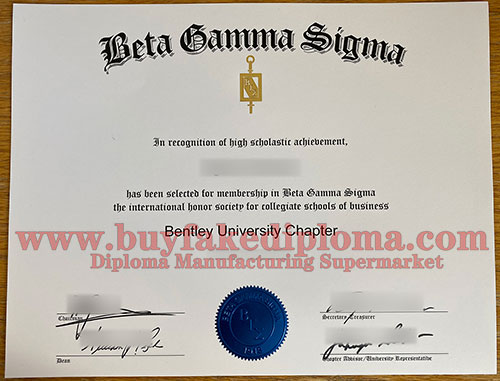 Beta Gamma Sigma
In recognition of high scholastic achievement,
has been selected for membership in Beta Gamma Sigma
the international honor society for collegiate schools of business
Bentley University Chapter
www.buyfakediploma.com
Diploma Manufacturing Supermarket
Chairman
Secretary/Treasurer
Dean
Chapter Advisor/University Representative